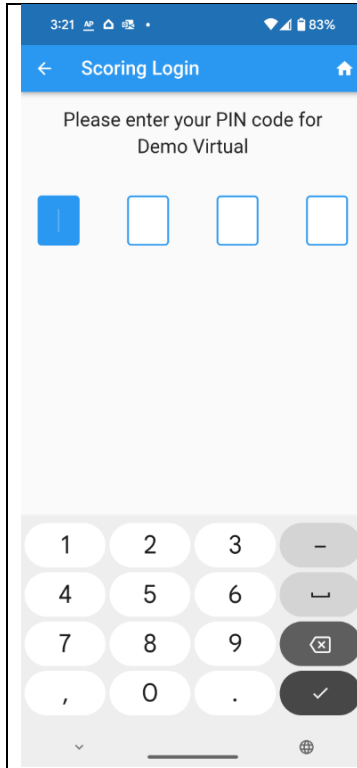 3:21 AP 83%
Scoring Login
Please enter your PIN code for
Demo Virtual
1 2 3 –
4 5 6
7 8 9
, 0 .